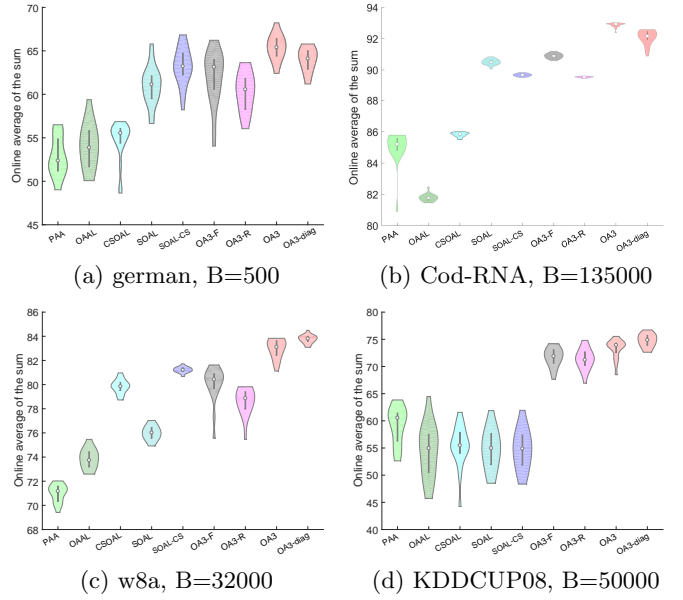 Online average of the sum
70
65
60
55
50
45
PAA OAAL CSOAL SOAL SOAL-CS OA3-F OA3-R OA3 OA3-diag
(a) german, B=500
Online average of the sum
94
92
90
88
86
84
82
80
PAA OAAL CSOAL SOAL SOAL-CS OA3-F OA3-R OA3 OA3-diag
(b) Cod-RNA, B=135000
Online average of the sum
86
84
82
80
78
76
74
72
70
68
PAA OAAL CSOAL SOAL SOAL-CS OA3-F OA3-R OA3 OA3-diag
(c) w8a, B=32000
Online average of the sum
80
75
70
65
60
55
50
45
40
PAA OAAL CSOAL SOAL SOAL-CS OA3-F OA3-R OA3 OA3-diag
(d) KDDCUP08, B=50000